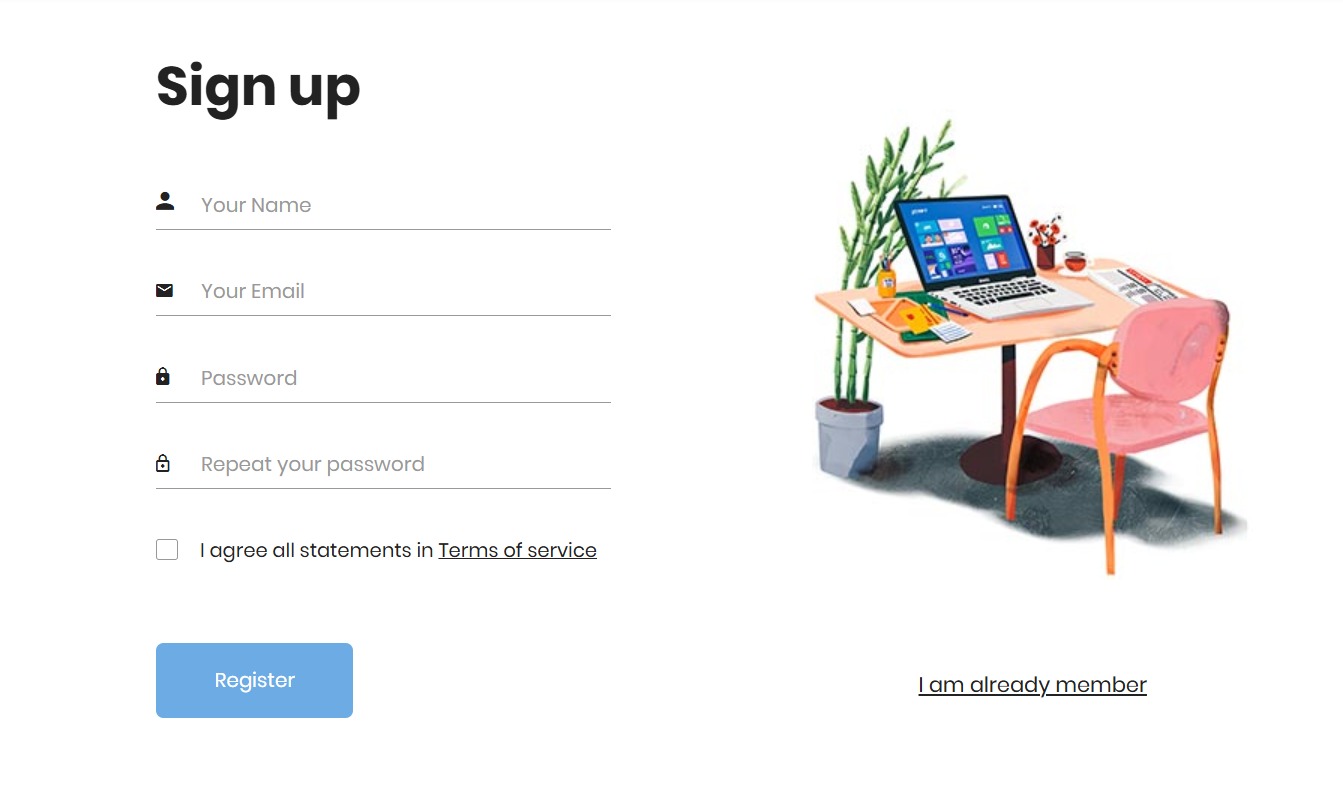 Sign up
Your Name
Your Email
Password
Repeat your password
I agree all statements in Terms of service
Register
I am already member